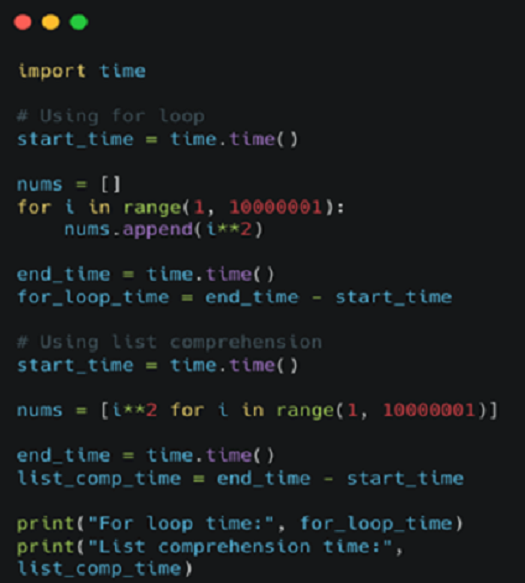 import time
# Using for loop
start_time = time.time()
nums = []
for i in range(1, 10000001):
    nums.append(i**2)
end_time = time.time()
for_loop_time = end_time - start_time
# Using list comprehension
start_time = time.time()
nums = [i**2 for i in range(1, 10000001)]
end_time = time.time()
list_comp_time = end_time - start_time
print("For loop time:", for_loop_time)
print("List comprehension time:",
list_comp_time)